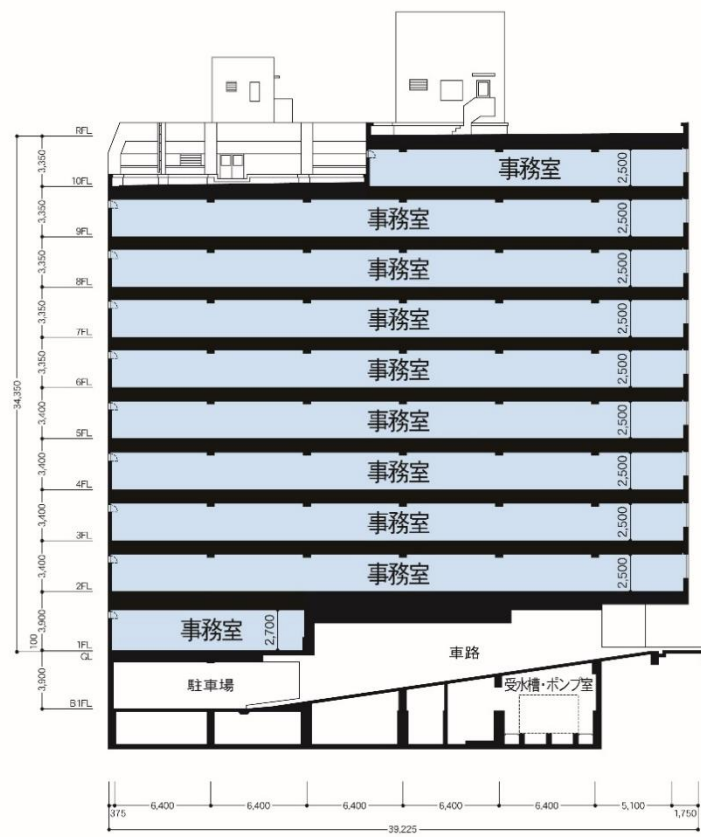 RFL
3,350
事務室
2,500
10FL
3,350
事務室
2,500
9FL
3,350
事務室
2,500
8FL
3,350
事務室
2,500
7FL
3,350
事務室
2,500
6FL
3,400
事務室
2,500
5FL
3,400
事務室
2,500
4FL
3,400
事務室
2,500
3FL
3,400
事務室
2,500
2FL
3,900
事務室
2,700
1FL
100
GL
34,350
車路
3,900
駐車場
受水槽・ポンプ室
B1FL
375
6,400
6,400
6,400
6,400
6,400
5,100
1,750
39,225